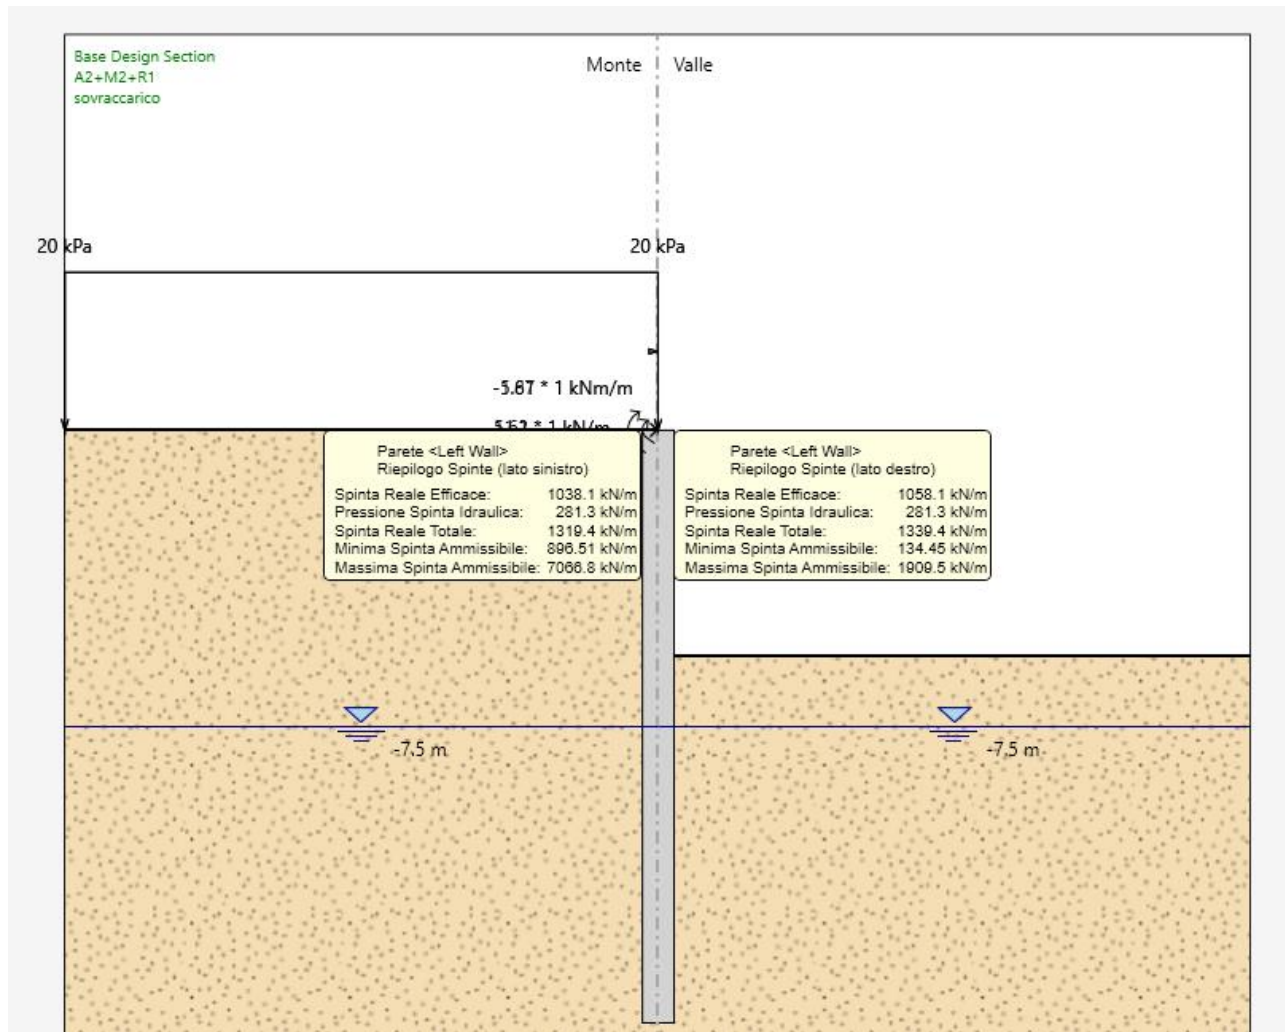 Base Design Section
A2+M2+R1
sovraccarico
Monte
Valle
20 kPa
20 kPa
* 1 kNm/m
* 1 kN/m
Parete <Left Wall>
Riepilogo Spinte (lato sinistro)
Spinta Reale Efficace: 1038.1 kN/m
Pressione Spinta Idraulica: 281.3 kN/m
Spinta Reale Totale: 1319.4 kN/m
Minima Spinta Ammissibile: 896.51 kN/m
Massima Spinta Ammissibile: 7066.8 kN/m
Parete <Left Wall>
Riepilogo Spinte (lato destro)
Spinta Reale Efficace: 1058.1 kN/m
Pressione Spinta Idraulica: 281.3 kN/m
Spinta Reale Totale: 1339.4 kN/m
Minima Spinta Ammissibile: 134.45 kN/m
Massima Spinta Ammissibile: 1909.5 kN/m
-7.5 m
-7.5 m